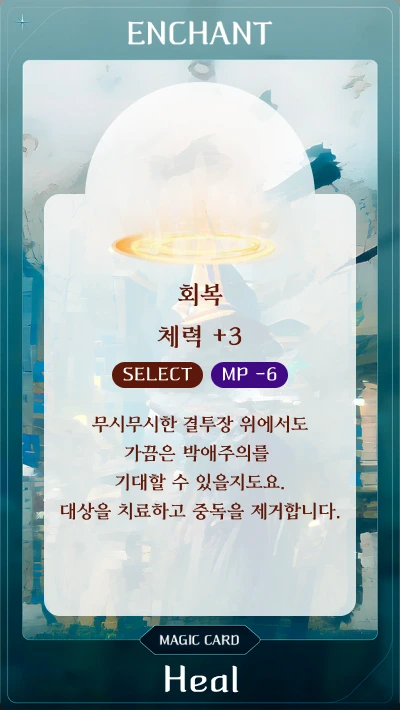 ENCHANT
회복
체력 +3
SELECT MP -6
무시무시한 결투장 위에서도
가끔은 박애주의를
기대할 수 있을지도요.
대상을 치료하고 중독을 제거합니다.
MAGIC CARD
Heal